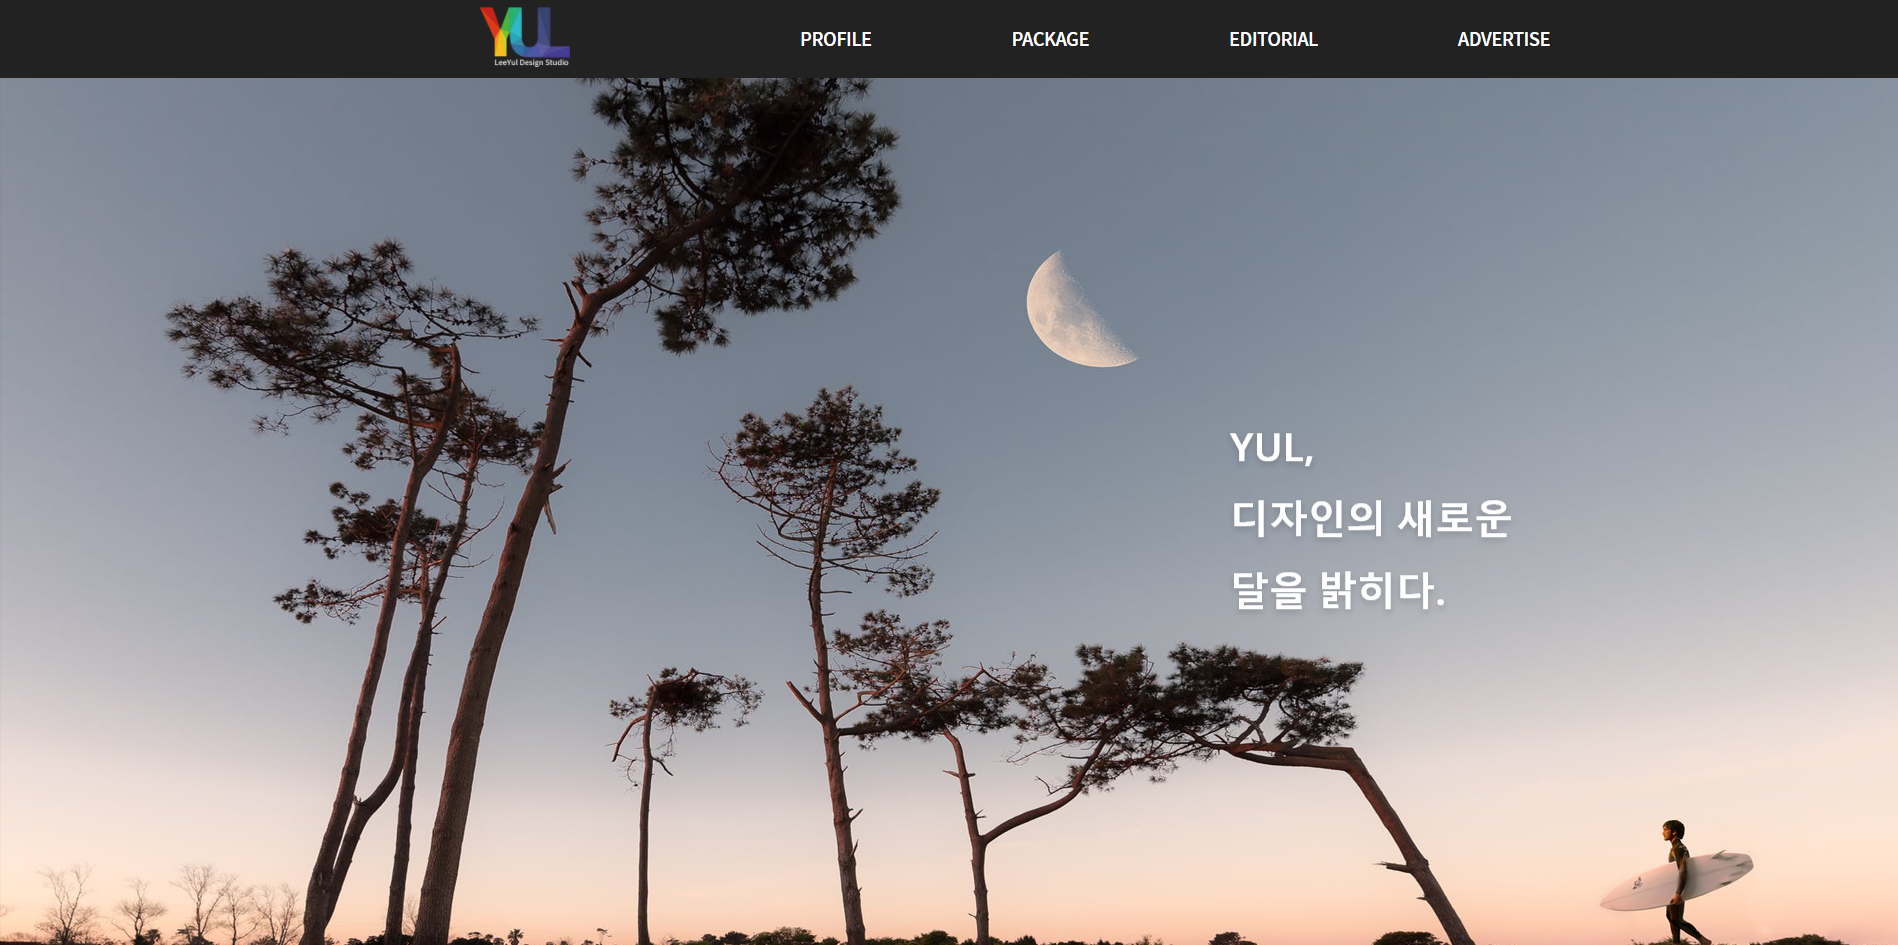 YUL
LeeYul Design Studio
PROFILE PACKAGE EDITORIAL ADVERTISE
YUL,
디자인의 새로운
달을 밝히다.